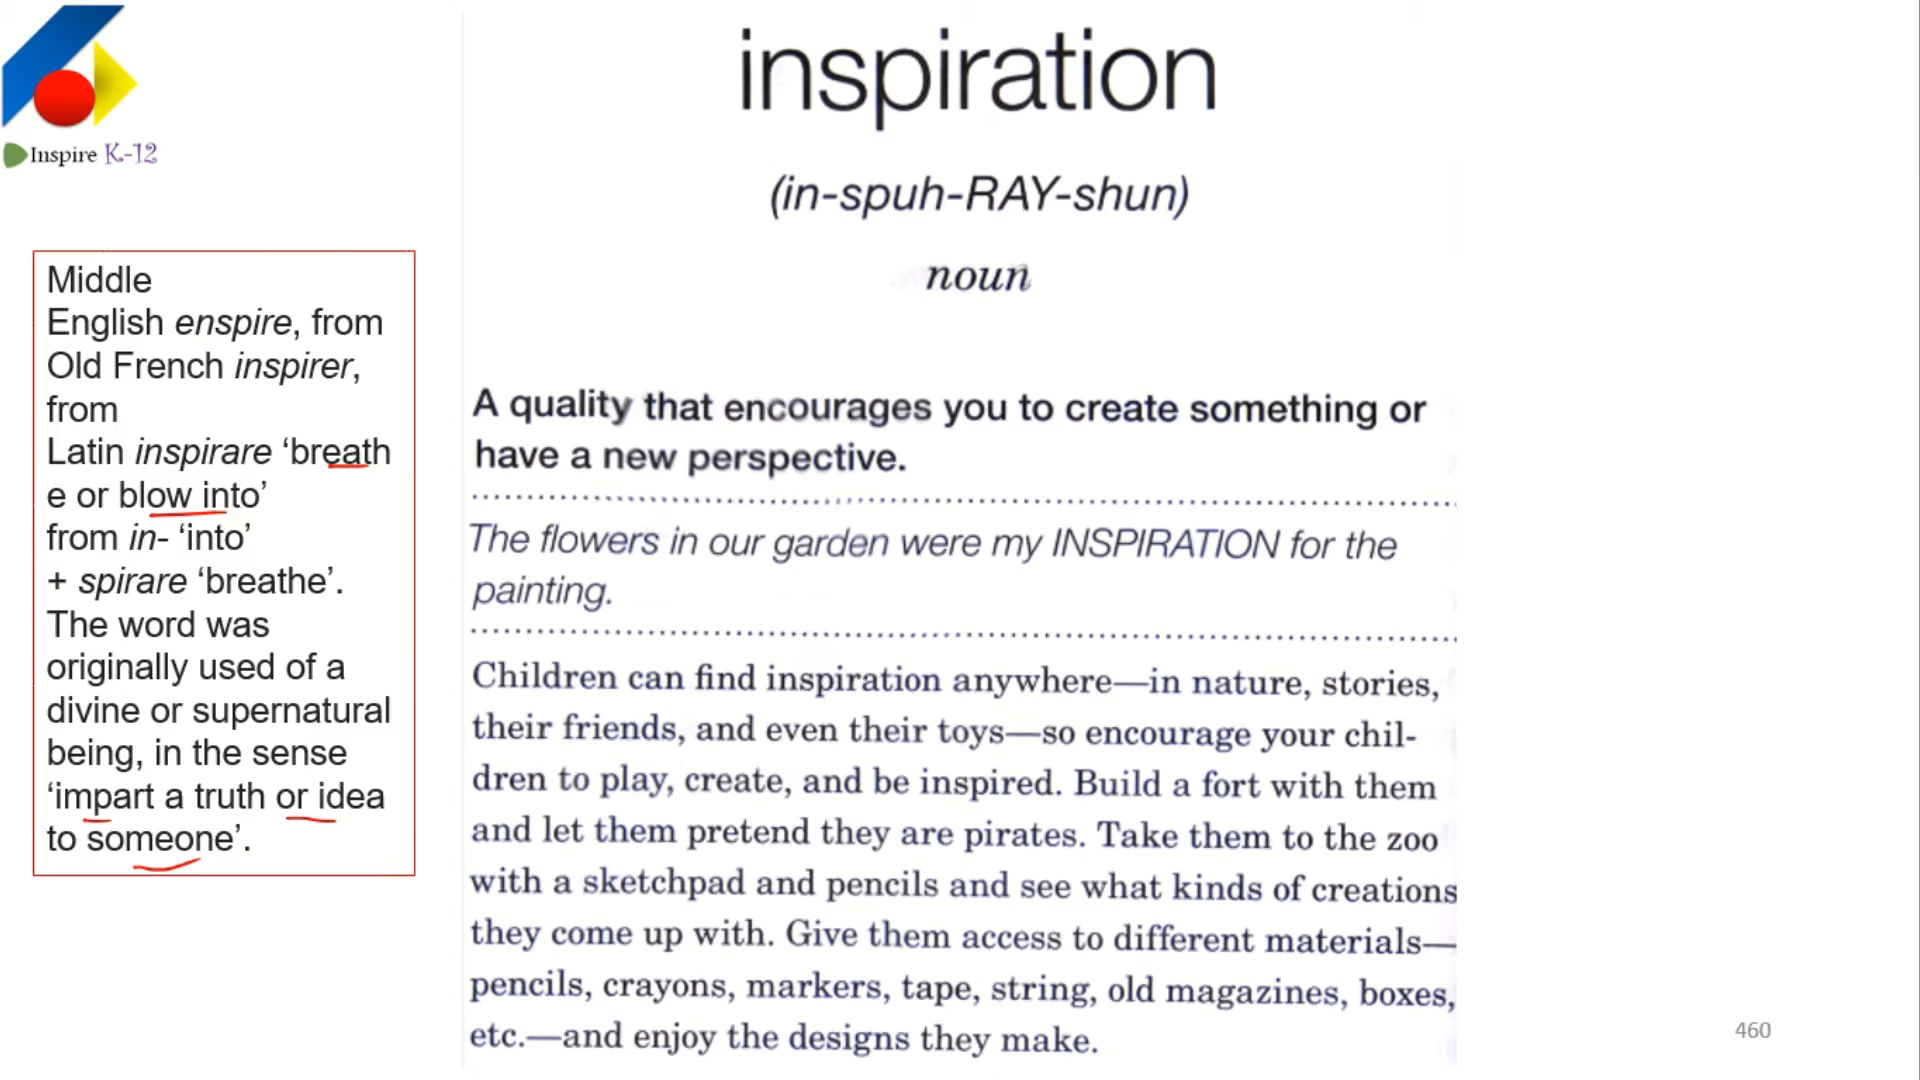 Inspire K-12
Middle
English enspire, from
Old French inspirer,
from
Latin inspirare ‘breath
e or blow into’
from in- ‘into’
+ spirare ‘breathe’.
The word was
originally used of a
divine or supernatural
being, in the sense
‘impart a truth or idea
to someone’.
inspiration
(in-spuh-RAY-shun)
noun
A quality that encourages you to create something or
have a new perspective.
The flowers in our garden were my INSPIRATION for the
painting.
Children can find inspiration anywhere—in nature, stories,
their friends, and even their toys—so encourage your chil-
dren to play, create, and be inspired. Build a fort with them
and let them pretend they are pirates. Take them to the zoo
with a sketchpad and pencils and see what kinds of creations
they come up with. Give them access to different materials—
pencils, crayons, markers, tape, string, old magazines, boxes,
etc.—and enjoy the designs they make.
460